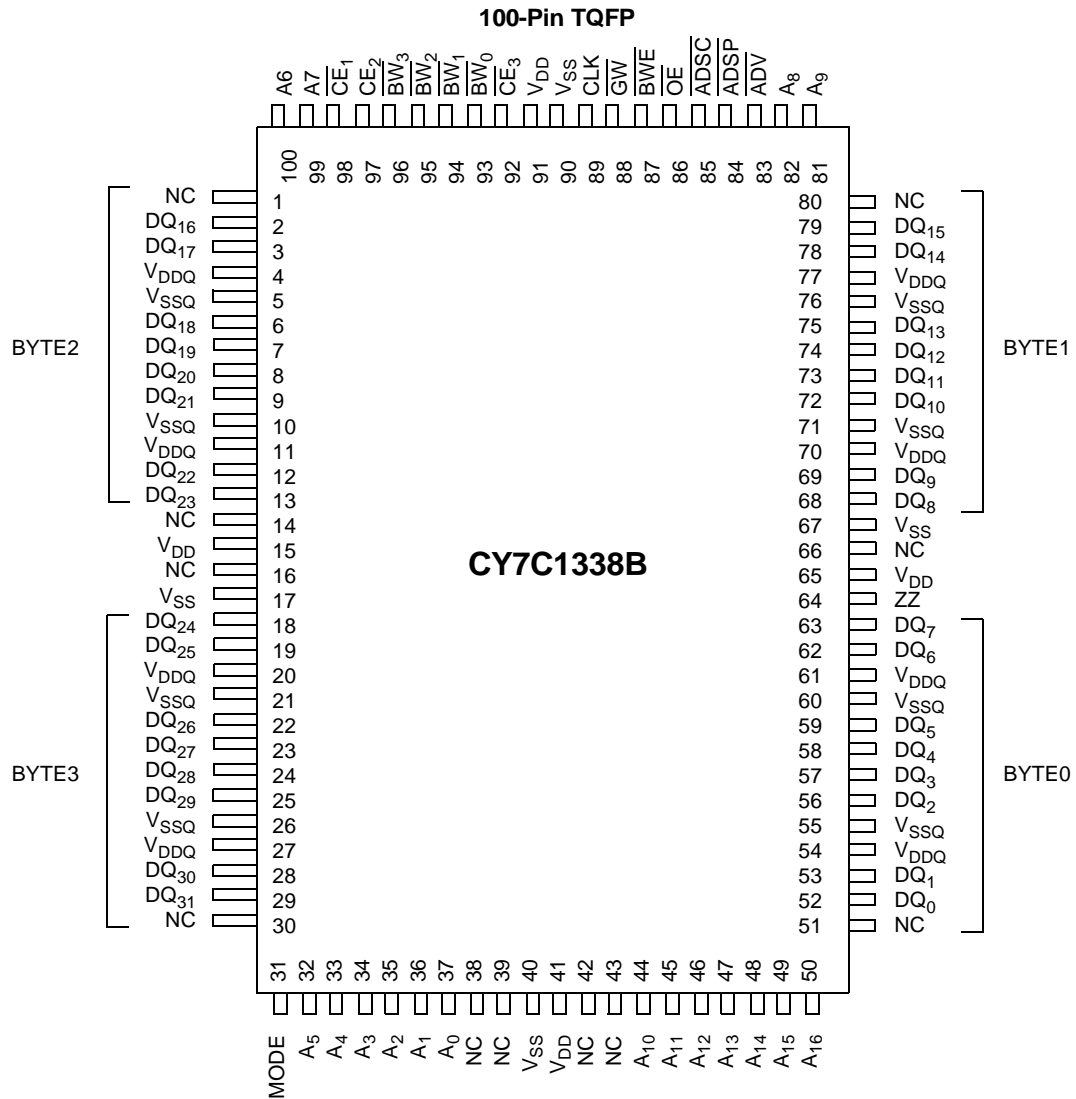 100-Pin TQFP
A6
A7
CE1
CE2
BW3
BW2
BW1
BW0
CE3
VDD
VSS
CLK
GW
BWE
OE
ADSC
ADSP
ADV
A8
A9
100
99
98
97
96
95
94
93
92
91
90
89
88
87
86
85
84
83
82
81
BYTE2
NC 1
DQ16 2
DQ17 3
VDDQ 4
VSSQ 5
DQ18 6
DQ19 7
DQ20 8
DQ21 9
VSSQ 10
VDDQ 11
DQ22 12
DQ23 13
NC 14
VDD 15
NC 16
VSS 17
BYTE3
DQ24 18
DQ25 19
VDDQ 20
VSSQ 21
DQ26 22
DQ27 23
DQ28 24
DQ29 25
VSSQ 26
VDDQ 27
DQ30 28
DQ31 29
NC 30
CY7C1338B
80 NC
79 DQ15
78 DQ14
77 VDDQ
76 VSSQ
75 DQ13
74 DQ12
73 DQ11
72 DQ10
71 VSSQ
70 VDDQ
69 DQ9
68 DQ8
BYTE1
67 VSS
66 NC
65 VDD
64 ZZ
63 DQ7
62 DQ6
61 VDDQ
60 VSSQ
59 DQ5
58 DQ4
57 DQ3
56 DQ2
55 VSSQ
54 VDDQ
53 DQ1
52 DQ0
51 NC
BYTE0
31
32
33
34
35
36
37
38
39
40
41
42
43
44
45
46
47
48
49
50
MODE
A5
A4
A3
A2
A1
A0
NC
NC
VSS
VDD
NC
NC
A10
A11
A12
A13
A14
A15
A16